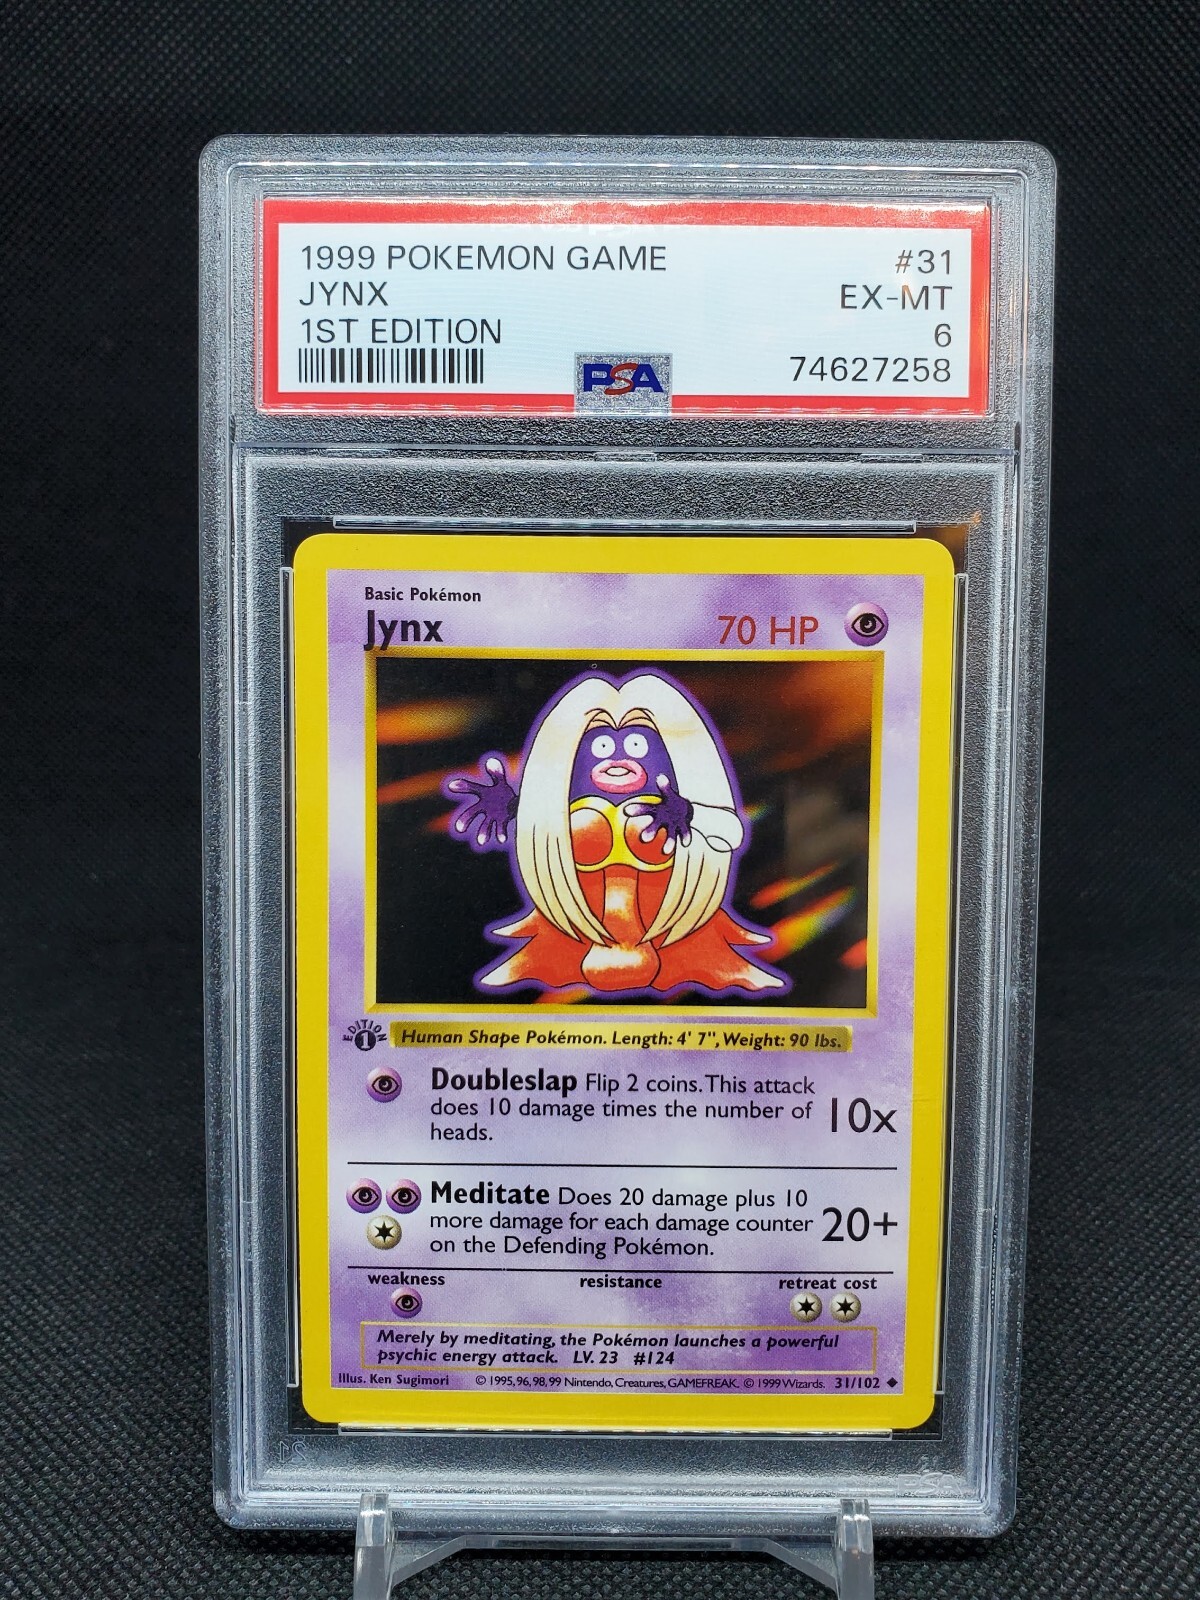 1999 POKEMON GAME #31
JYNX EX-MT
1ST EDITION 6
PSA 74627258
Basic Pokémon
Jynx 70 HP
EDITION 1
Human Shape Pokémon. Length: 4' 7", Weight: 90 lbs.
Doubleslap Flip 2 coins. This attack
does 10 damage times the number of
heads.
10x
Meditate Does 20 damage plus 10
more damage for each damage counter
on the Defending Pokémon.
20+
weakness resistance retreat cost
Merely by meditating, the Pokémon launches a powerful
psychic energy attack. LV. 23 #124
Illus. Ken Sugimori © 1995, 96, 98, 99 Nintendo, Creatures, GAMEFREAK. © 1999 Wizards. 31/102